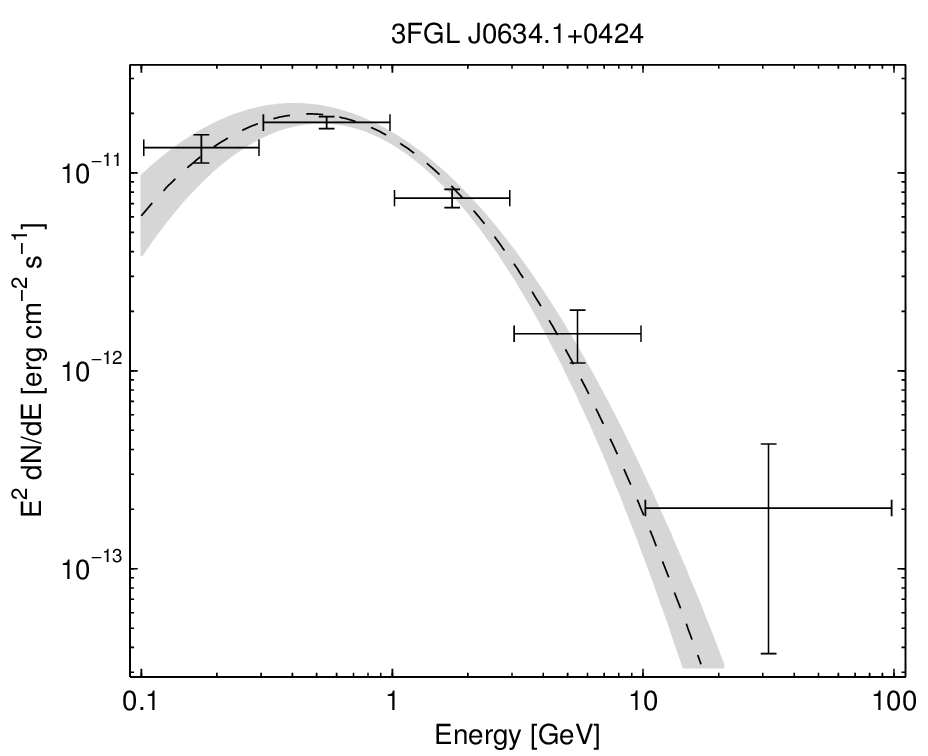 3FGL J0634.1+0424
E² dN/dE [erg cm⁻² s⁻¹]
10⁻¹¹
10⁻¹²
10⁻¹³
0.1 1 10 100
Energy [GeV]